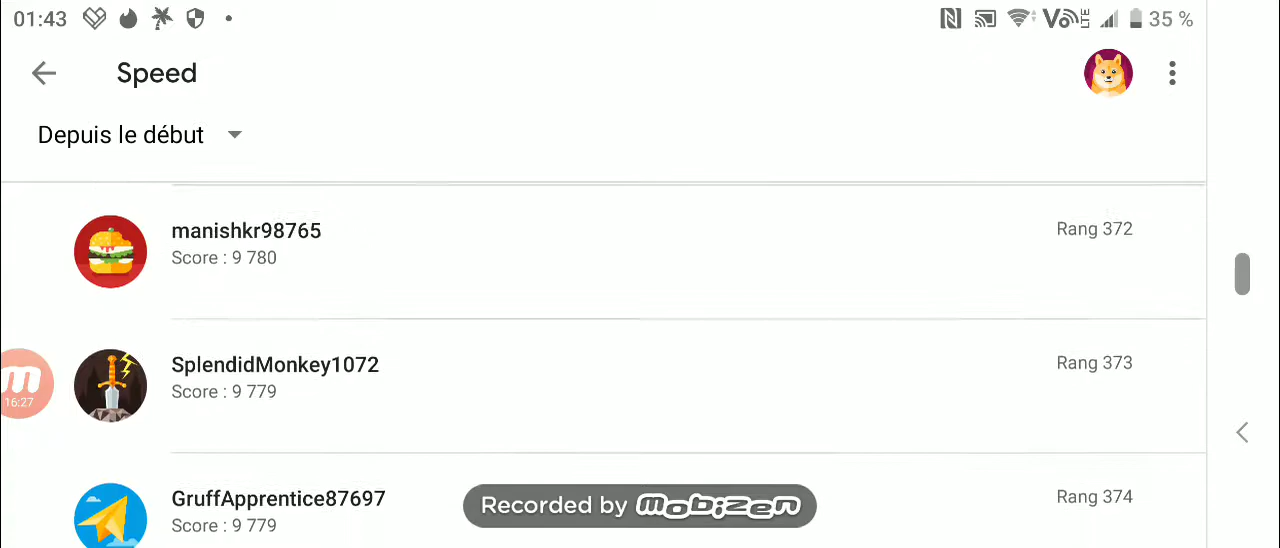 01:43
VoLTE 35 %
Speed
Depuis le début
manishkr98765
Rang 372
Score : 9 780
SplendidMonkey1072
Rang 373
Score : 9 779
m
16:27
GruffApprentice87697
Rang 374
Score : 9 779
Recorded by mobizen